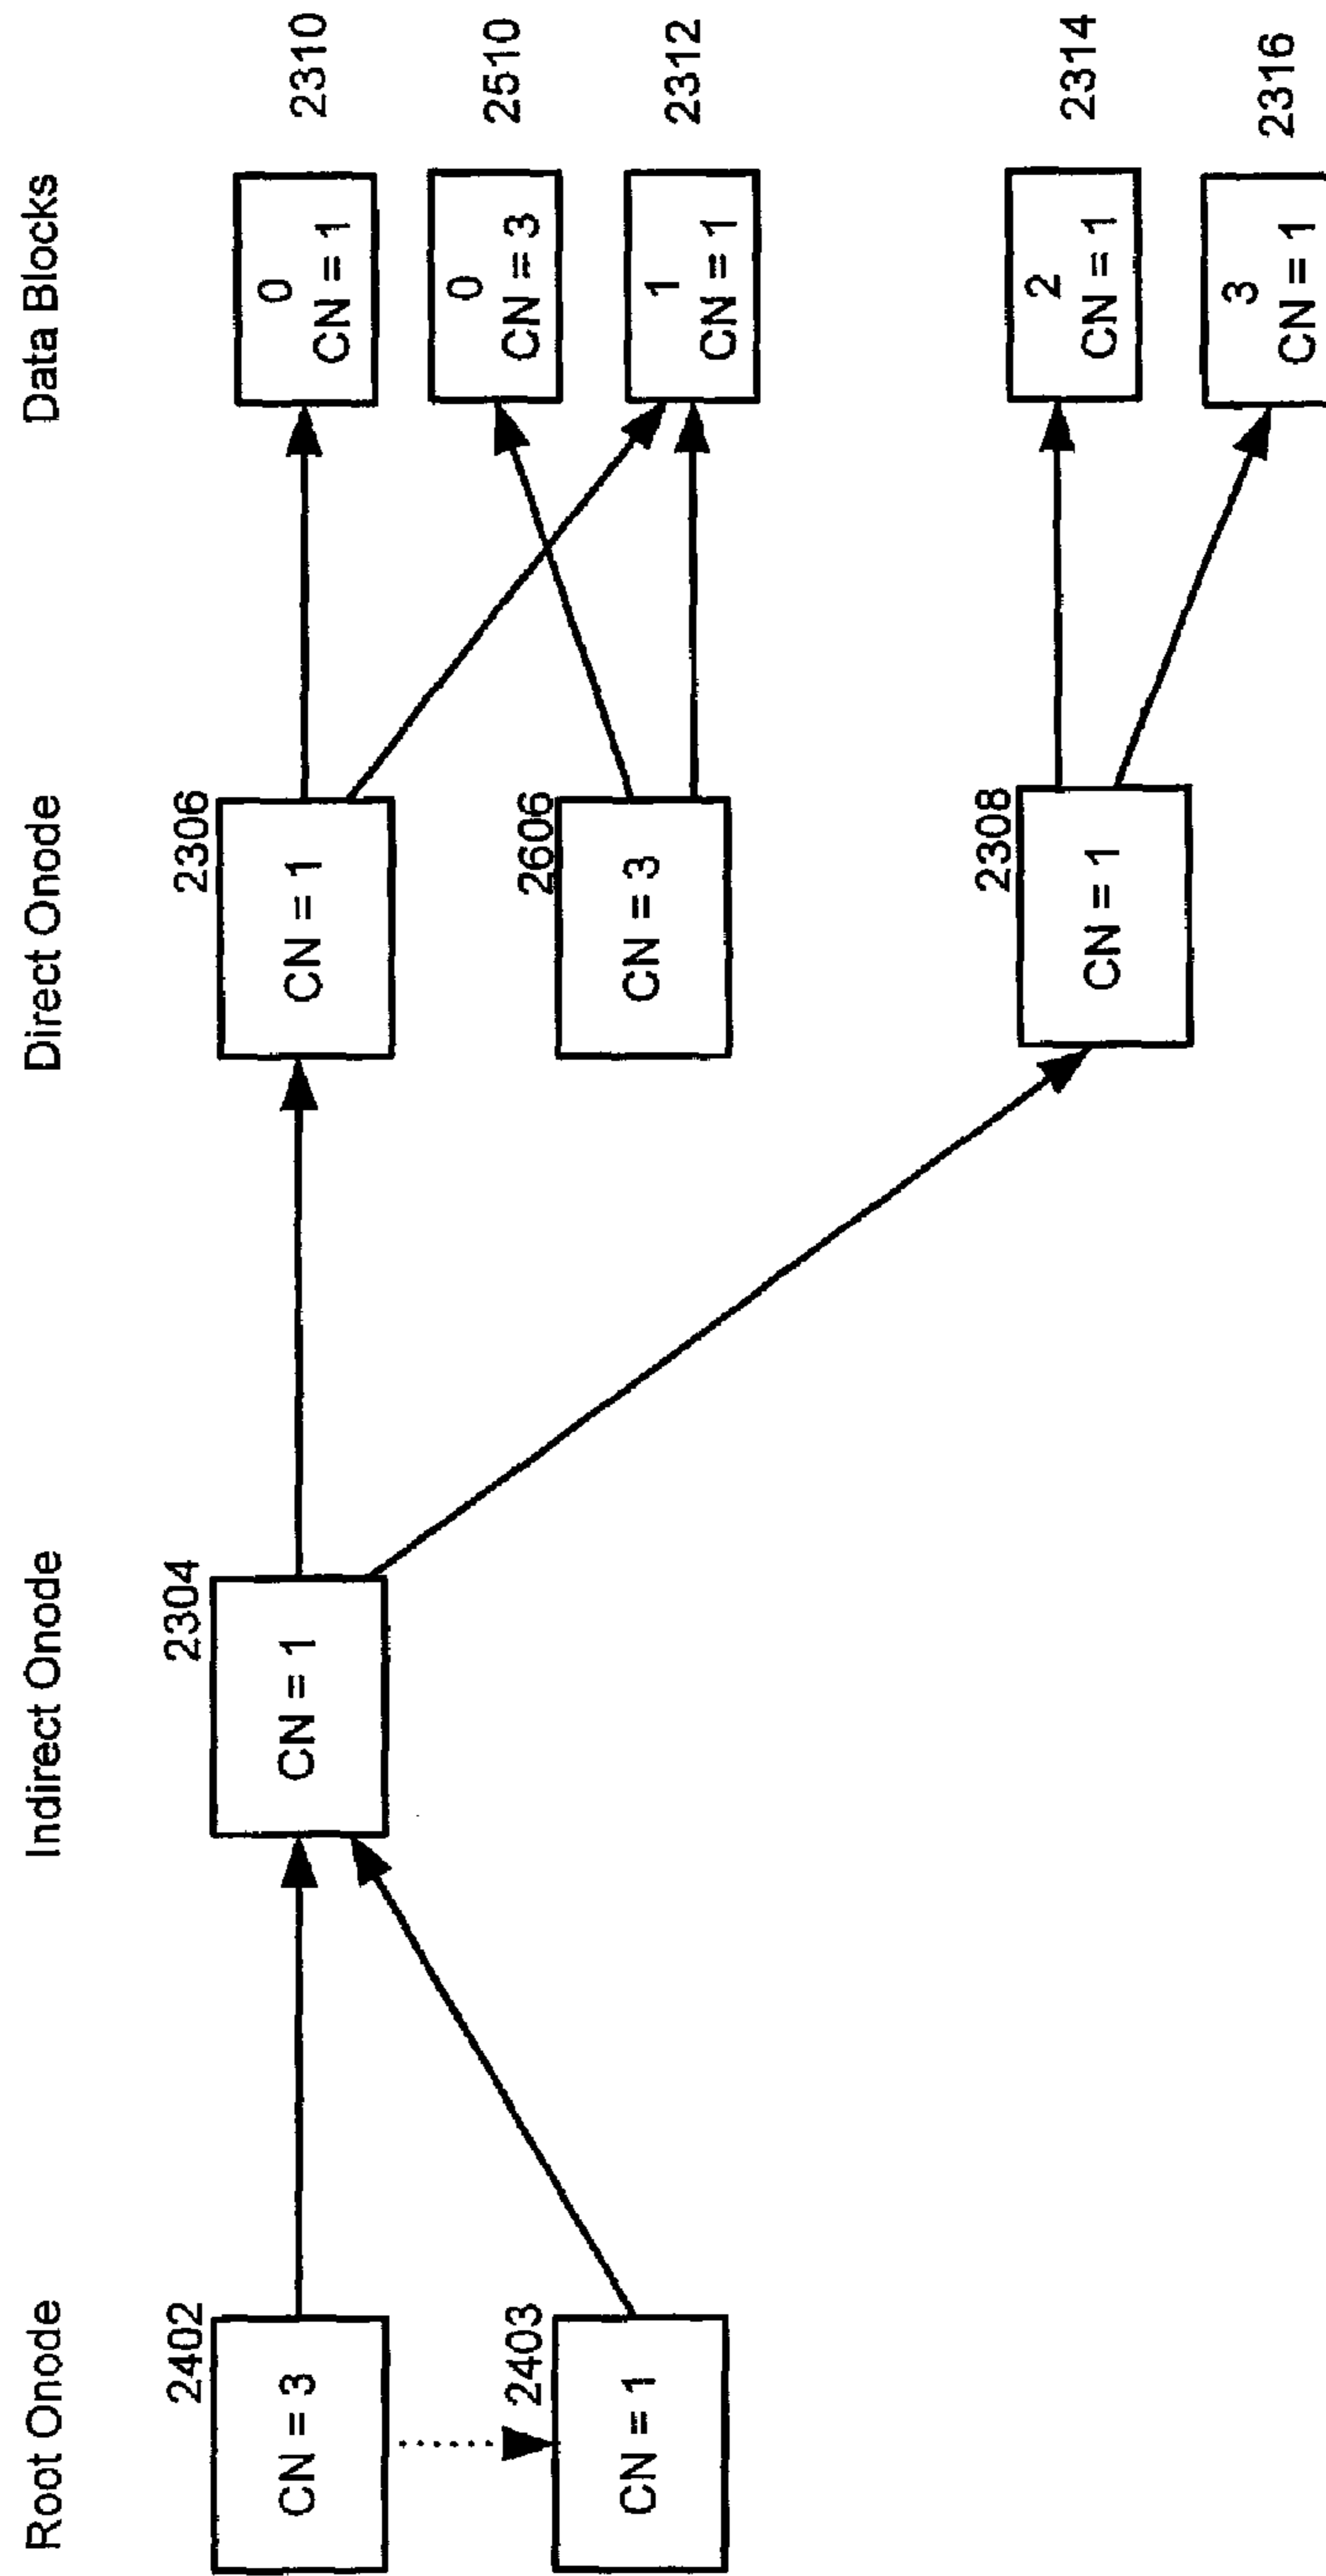 Root Onode
Indirect Onode
Direct Onode
Data Blocks
2402
CN = 3
2403
CN = 1
2304
CN = 1
2306
CN = 1
2606
CN = 3
2308
CN = 1
0
CN = 1
2310
0
CN = 3
2510
1
CN = 1
2312
2
CN = 1
2314
3
CN = 1
2316